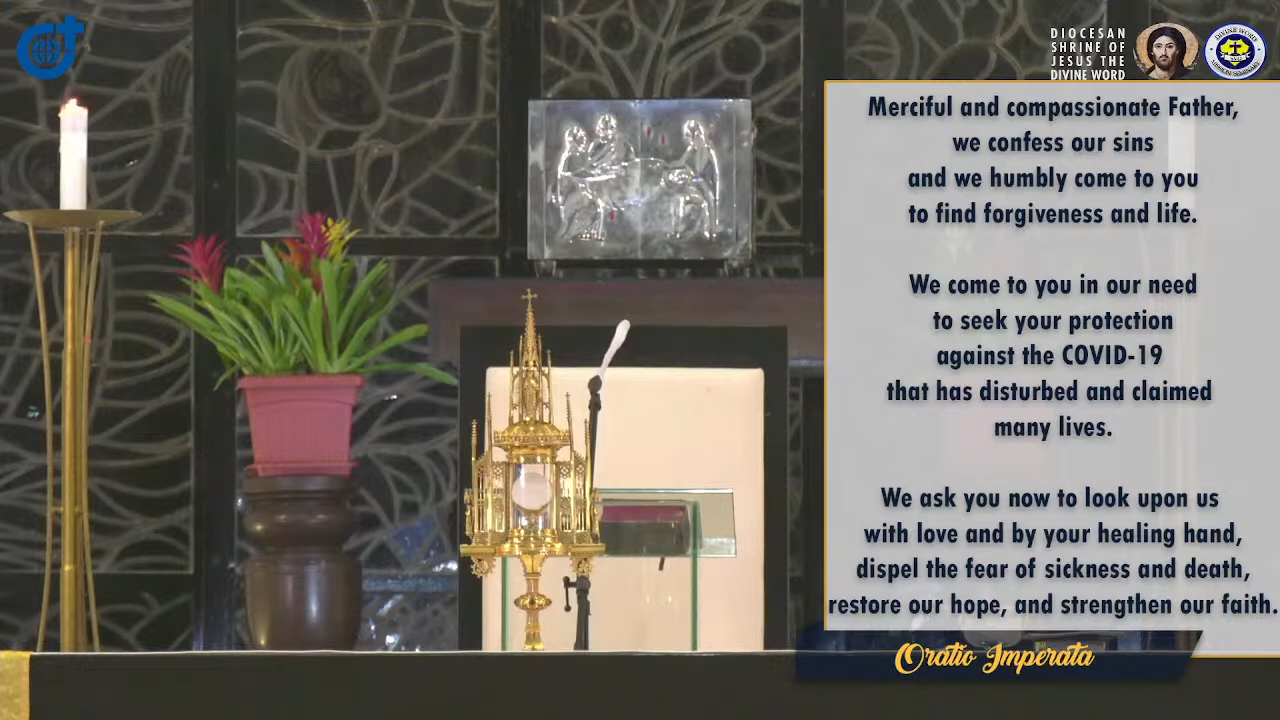 DIOCESAN
SHRINE OF
JESUS THE
DIVINE WORD
Merciful and compassionate Father,
we confess our sins
and we humbly come to you
to find forgiveness and life.
We come to you in our need
to seek your protection
against the COVID-19
that has disturbed and claimed
many lives.
We ask you now to look upon us
with love and by your healing hand,
dispel the fear of sickness and death,
restore our hope, and strengthen our faith.
Oratio Imperata